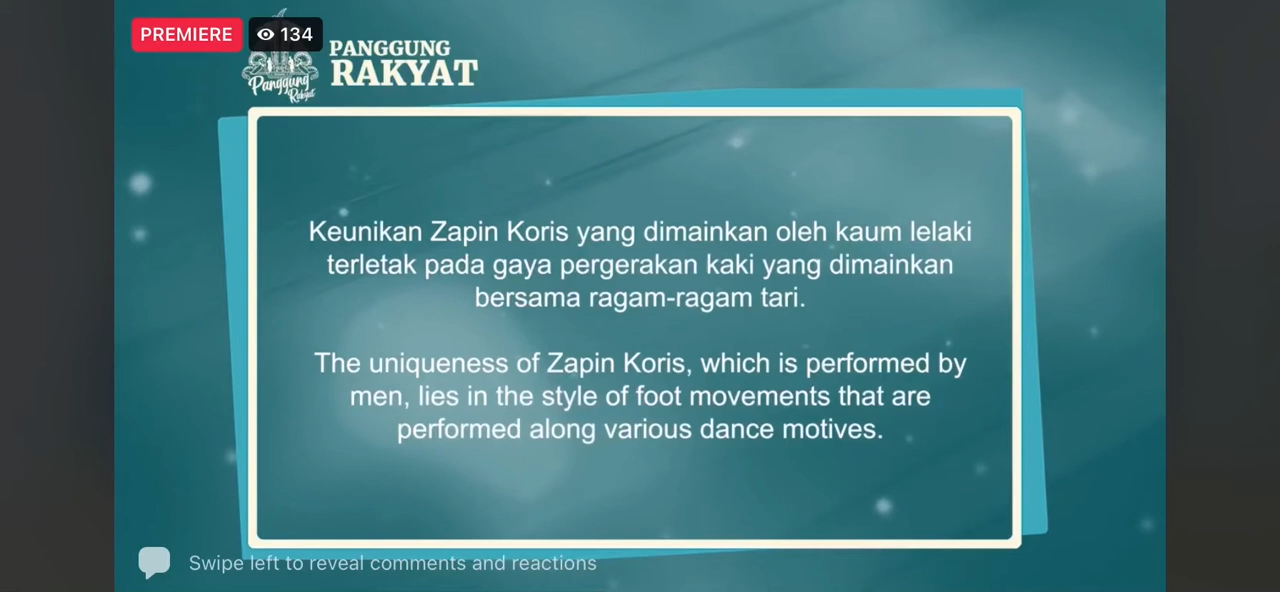 PREMIERE 134
PANGGUNG
RAKYAT
Panggung
Rakyat
Keunikan Zapin Koris yang dimainkan oleh kaum lelaki
terletak pada gaya pergerakan kaki yang dimainkan
bersama ragam-ragam tari.
The uniqueness of Zapin Koris, which is performed by
men, lies in the style of foot movements that are
performed along various dance motives.
Swipe left to reveal comments and reactions